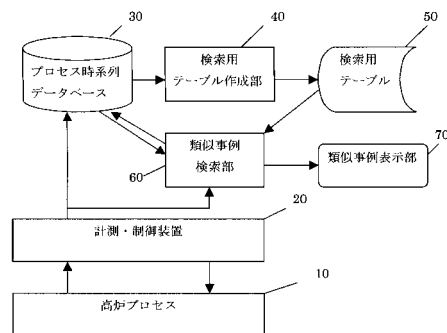 30
40
50
プロセス時系列
データベース
検索用
テーブル作成部
検索用
テーブル
類似事例
検索部
60
類似事例表示部
70
20
計測・制御装置
10
高炉プロセス